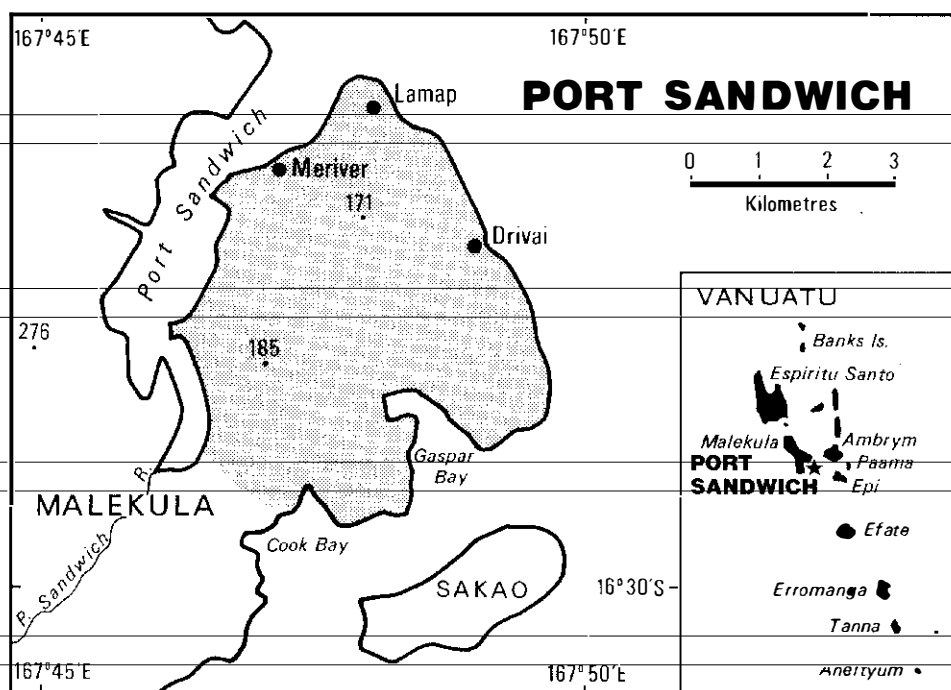 167°45'E
167°50'E
PORT SANDWICH
Lamap
Meriver
171
Drivai
Port Sandwich
0 1 2 3
Kilometres
276
185
Gaspar
Bay
R.
MALEKULA
P. Sandwich
Cook Bay
SAKAO
16°30'S
167°45'E
167°50'E
VANUATU
Banks Is.
Espiritu Santo
Malekula
Ambrym
PORT
SANDWICH
Paama
Epi
Efate
Erromanga
Tanna
Aneityum